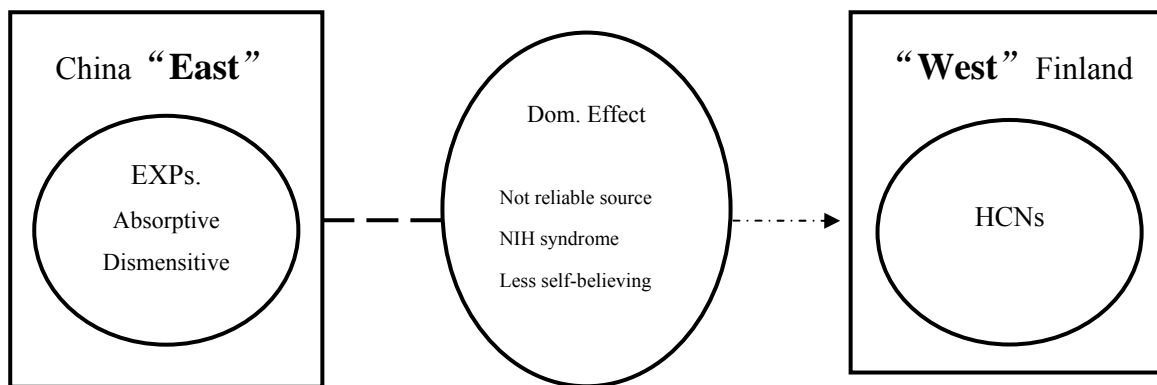 China “East”
EXPs.
Absorptive
Dismensitive
Dom. Effect
Not reliable source
NIH syndrome
Less self-believing
“West” Finland
HCNs